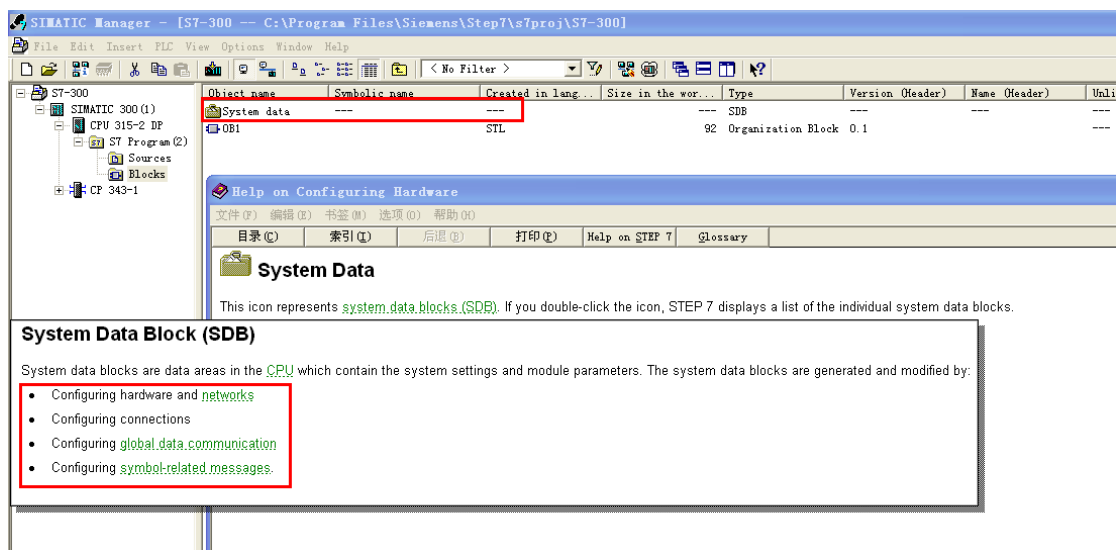 SIMATIC Manager - [S7-300 -- C:\Program Files\Siemens\Step7\s7proj\S7-300]
File Edit Insert PLC View Options Window Help
< No Filter >
S7-300
SIMATIC 300(1)
CPU 315-2 DP
S7 Program(2)
Sources
Blocks
CP 343-1
Object name Symbolic name Created in lang... Size in the wor... Type Version (Header) Name (Header) Unli
System data --- --- --- SDB --- --- ---
OB1 STL 92 Organization Block 0.1 ---
Help on Configuring Hardware
文件(F) 编辑(E) 书签(M) 选项(O) 帮助(H)
目录(C) 索引(I) 后退(B) 打印(P) Help on STEP 7 Glossary
System Data
This icon represents system data blocks (SDB). If you double-click the icon, STEP 7 displays a list of the individual system data blocks.
System Data Block (SDB)
System data blocks are data areas in the CPU which contain the system settings and module parameters. The system data blocks are generated and modified by:
• Configuring hardware and networks
• Configuring connections
• Configuring global data communication
• Configuring symbol-related messages.